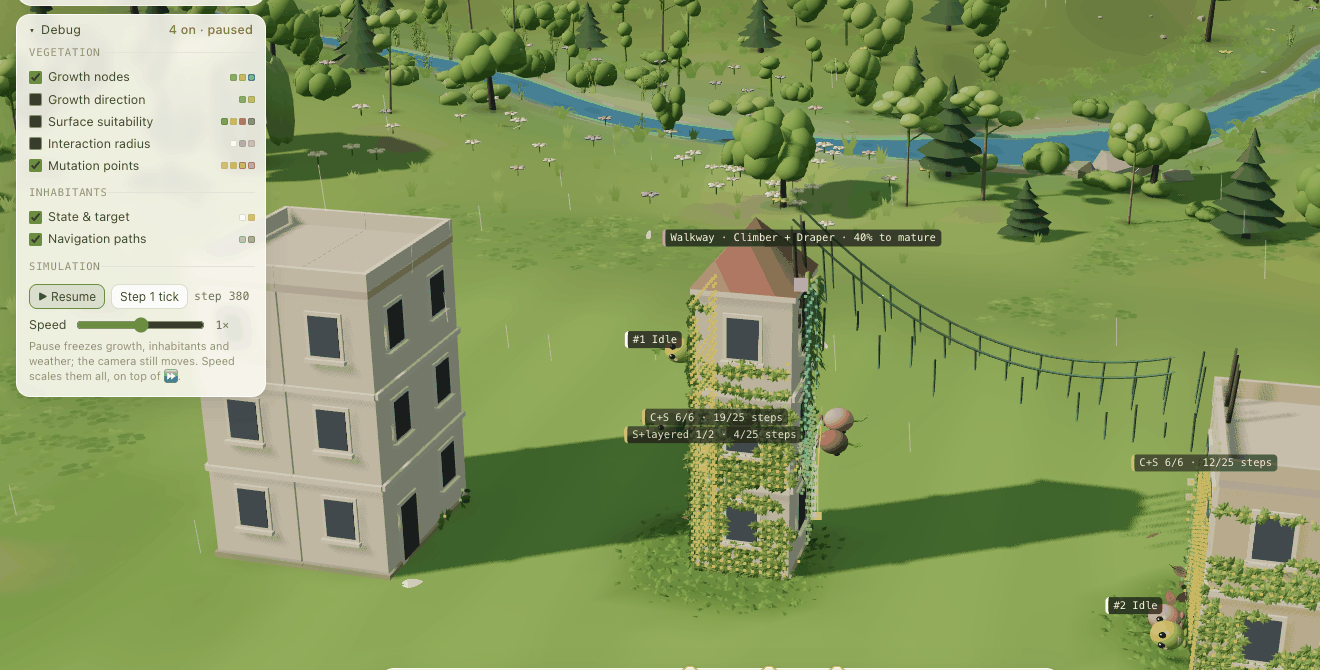 Debug
4 on · paused
VEGETATION
Growth nodes
Growth direction
Surface suitability
Interaction radius
Mutation points
INHABITANTS
State & target
Navigation paths
SIMULATION
Resume
Step 1 tick
step 380
Speed
1×
Pause freezes growth, inhabitants and
weather; the camera still moves. Speed
scales them all, on top of ⏩.
Walkway · Climber + Draper · 40% to mature
#1 Idle
C+S 6/6 · 19/25 steps
S+layered 1/2 · 4/25 steps
C+S 6/6 · 12/25 steps
#2 Idle